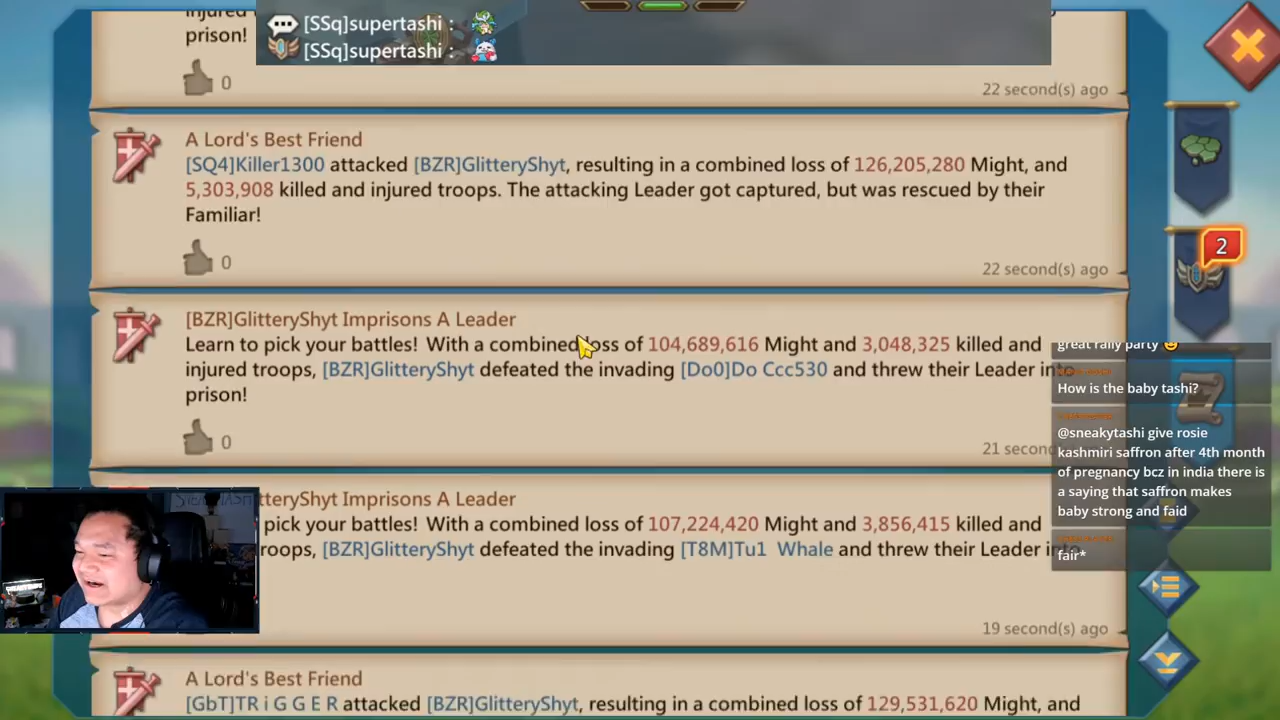 injured
prison!
[SSq]supertashi :
[SSq]supertashi :
0
22 second(s) ago
A Lord's Best Friend
[SQ4]Killer1300 attacked [BZR]GlitteryShyt, resulting in a combined loss of 126,205,280 Might, and
5,303,908 killed and injured troops. The attacking Leader got captured, but was rescued by their
Familiar!
0
22 second(s) ago
2
[BZR]GlitteryShyt Imprisons A Leader
Learn to pick your battles! With a combined loss of 104,689,616 Might and 3,048,325 killed and
injured troops, [BZR]GlitteryShyt defeated the invading [Do0]Do Ccc530 and threw their Leader into
prison!
0
21 second
great rally party
How is the baby tashi?
@sneakytashi give rosie
kashmiri saffron after 4th month
of pregnancy bcz in india there is
a saying that saffron makes
baby strong and faid
fair*
tteryShyt Imprisons A Leader
pick your battles! With a combined loss of 107,224,420 Might and 3,856,415 killed and
roops, [BZR]GlitteryShyt defeated the invading [T8M]Tu1 Whale and threw their Leader into
19 second(s) ago
A Lord's Best Friend
[GbT]TR i G G E R attacked [BZR]GlitteryShyt, resulting in a combined loss of 129,531,620 Might, and